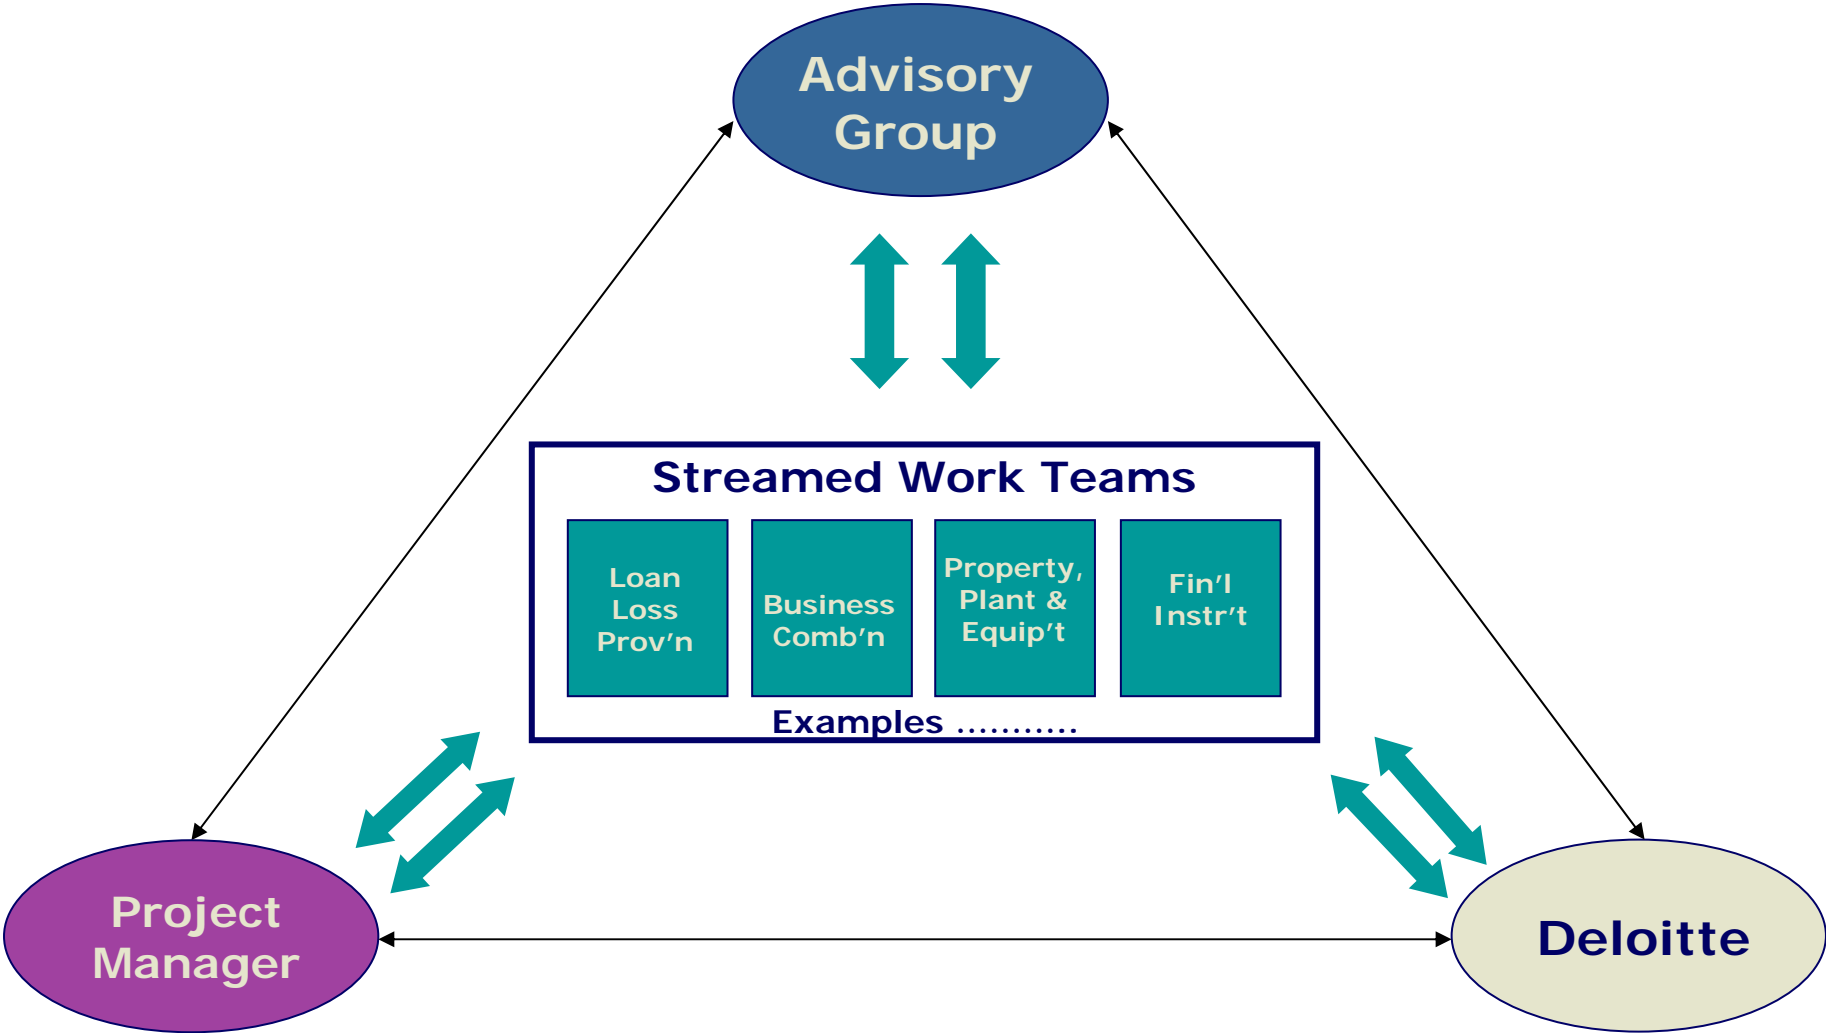 Advisory
Group
Streamed Work Teams
Loan
Loss
Prov’n
Business
Comb’n
Property,
Plant &
Equip’t
Fin’l
Instr’t
Examples ...........
Project
Manager
Deloitte